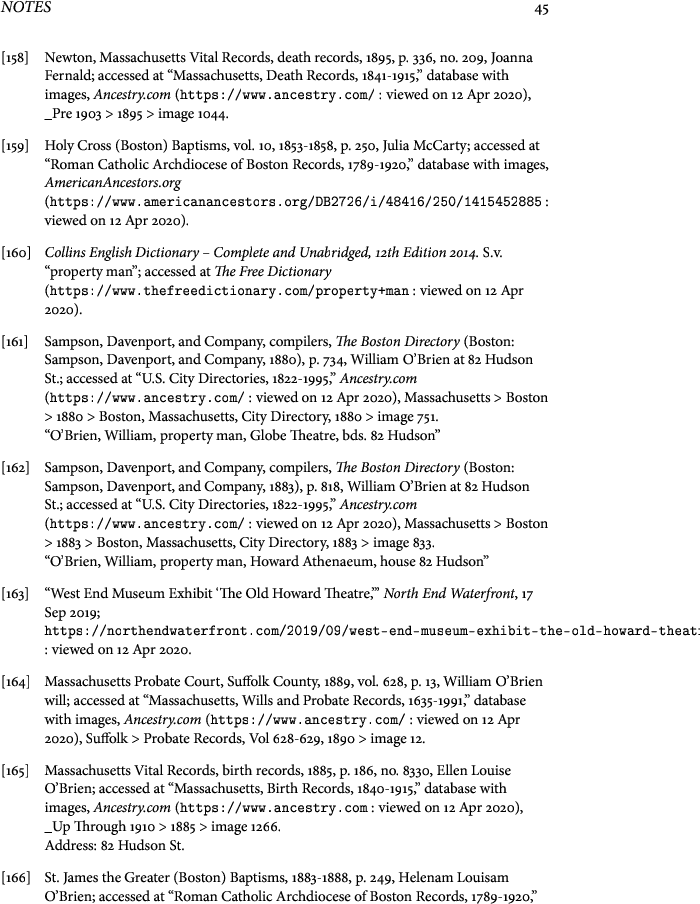 NOTES 45
[158] Newton, Massachusetts Vital Records, death records, 1895, p. 336, no. 209, Joanna
Fernald; accessed at “Massachusetts, Death Records, 1841-1915,” database with
images, Ancestry.com (https://www.ancestry.com/ : viewed on 12 Apr 2020),
_Pre 1903 > 1895 > image 1044.
[159] Holy Cross (Boston) Baptisms, vol. 10, 1853-1858, p. 250, Julia McCarty; accessed at
“Roman Catholic Archdiocese of Boston Records, 1789-1920,” database with images,
AmericanAncestors.org
(https://www.americanancestors.org/DB2726/i/48416/250/1415452885 :
viewed on 12 Apr 2020).
[160] Collins English Dictionary – Complete and Unabridged, 12th Edition 2014. S.v.
“property man”; accessed at The Free Dictionary
(https://www.thefreedictionary.com/property+man : viewed on 12 Apr
2020).
[161] Sampson, Davenport, and Company, compilers, The Boston Directory (Boston:
Sampson, Davenport, and Company, 1880), p. 734, William O’Brien at 82 Hudson
St.; accessed at “U.S. City Directories, 1822-1995,” Ancestry.com
(https://www.ancestry.com/ : viewed on 12 Apr 2020), Massachusetts > Boston
> 1880 > Boston, Massachusetts, City Directory, 1880 > image 751.
“O’Brien, William, property man, Globe Theatre, bds. 82 Hudson”
[162] Sampson, Davenport, and Company, compilers, The Boston Directory (Boston:
Sampson, Davenport, and Company, 1883), p. 818, William O’Brien at 82 Hudson
St.; accessed at “U.S. City Directories, 1822-1995,” Ancestry.com
(https://www.ancestry.com/ : viewed on 12 Apr 2020), Massachusetts > Boston
> 1883 > Boston, Massachusetts, City Directory, 1883 > image 833.
“O’Brien, William, property man, Howard Athenaeum, house 82 Hudson”
[163] “West End Museum Exhibit ‘The Old Howard Theatre,’” North End Waterfront, 17
Sep 2019;
https://northendwaterfront.com/2019/09/west-end-museum-exhibit-the-old-howard-theat
: viewed on 12 Apr 2020.
[164] Massachusetts Probate Court, Suffolk County, 1889, vol. 628, p. 13, William O’Brien
will; accessed at “Massachusetts, Wills and Probate Records, 1635-1991,” database
with images, Ancestry.com (https://www.ancestry.com/ : viewed on 12 Apr
2020), Suffolk > Probate Records, Vol 628-629, 1890 > image 12.
[165] Massachusetts Vital Records, birth records, 1885, p. 186, no. 8330, Ellen Louise
O’Brien; accessed at “Massachusetts, Birth Records, 1840-1915,” database with
images, Ancestry.com (https://www.ancestry.com : viewed on 12 Apr 2020),
_Up Through 1910 > 1885 > image 1266.
Address: 82 Hudson St.
[166] St. James the Greater (Boston) Baptisms, 1883-1888, p. 249, Helenam Louisam
O’Brien; accessed at “Roman Catholic Archdiocese of Boston Records, 1789-1920,”